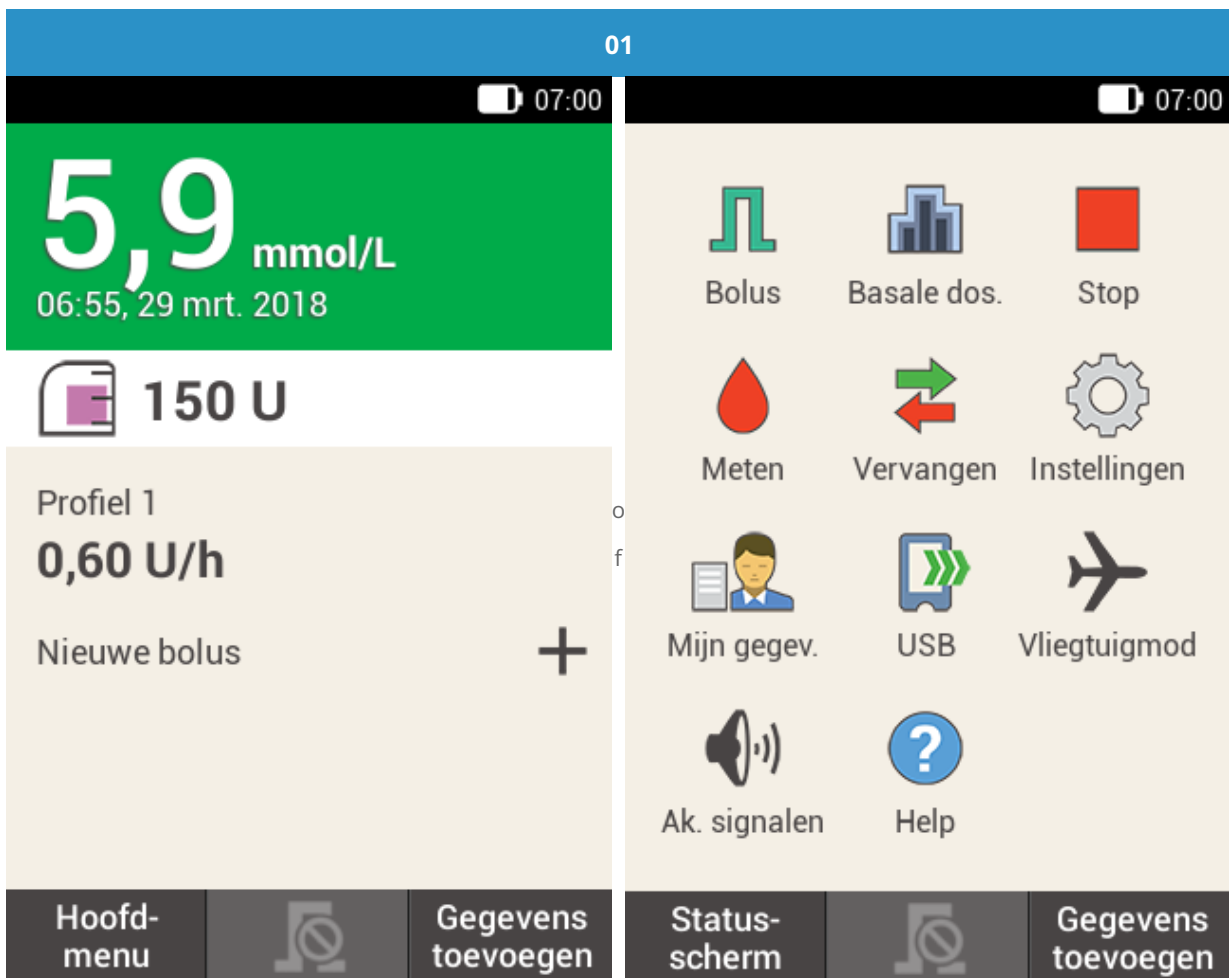 01
07:00
5,9 mmol/L
06:55, 29 mrt. 2018
150 U
Profiel 1
0,60 U/h
Nieuwe bolus +
Hoofd-
menu
Gegevens
toevoegen
o
f
07:00
Bolus Basale dos. Stop
Meten Vervangen Instellingen
Mijn gegev. USB Vliegtuigmod
?
Ak. signalen Help
Status-
scherm
Gegevens
toevoegen